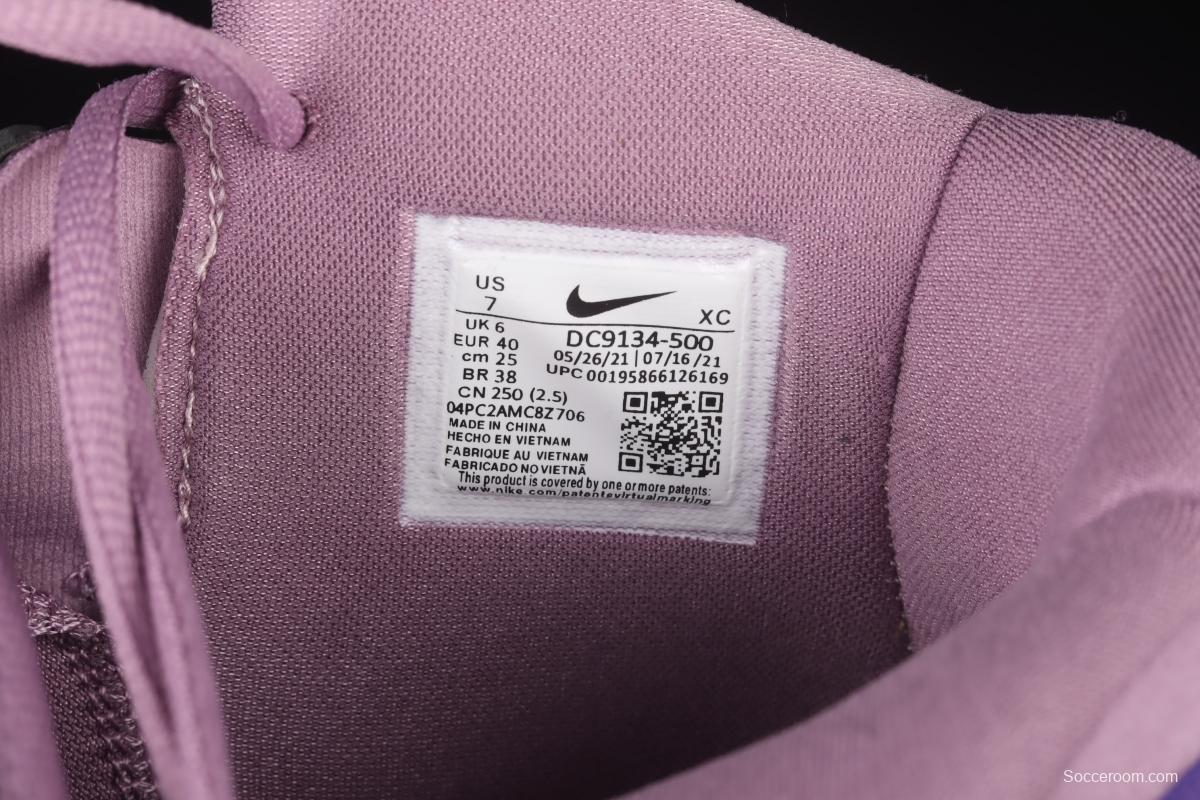 US
7
XC
UK 6
EUR 40
cm 25
BR 38
CN 250 (2.5)
04PC2AMC8Z706
DC9134-500
05/26/21 | 07/16/21
UPC 00195866126169
MADE IN CHINA
HECHO EN VIETNAM
FABRIQUE AU VIETNAM
FABRICADO NO VIETNÃ
This product is covered by one or more patents:
www.nike.com/patentevirtualmarking
Socceroom.com